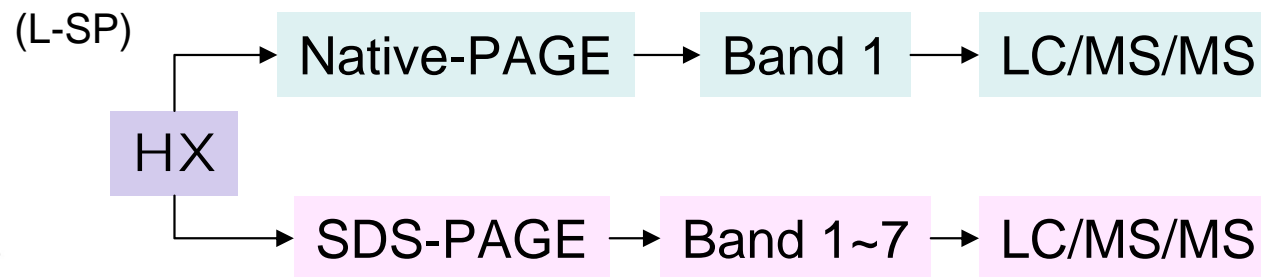 (L-SP)
Native-PAGE
Band 1
LC/MS/MS
HX
SDS-PAGE
Band 1~7
LC/MS/MS